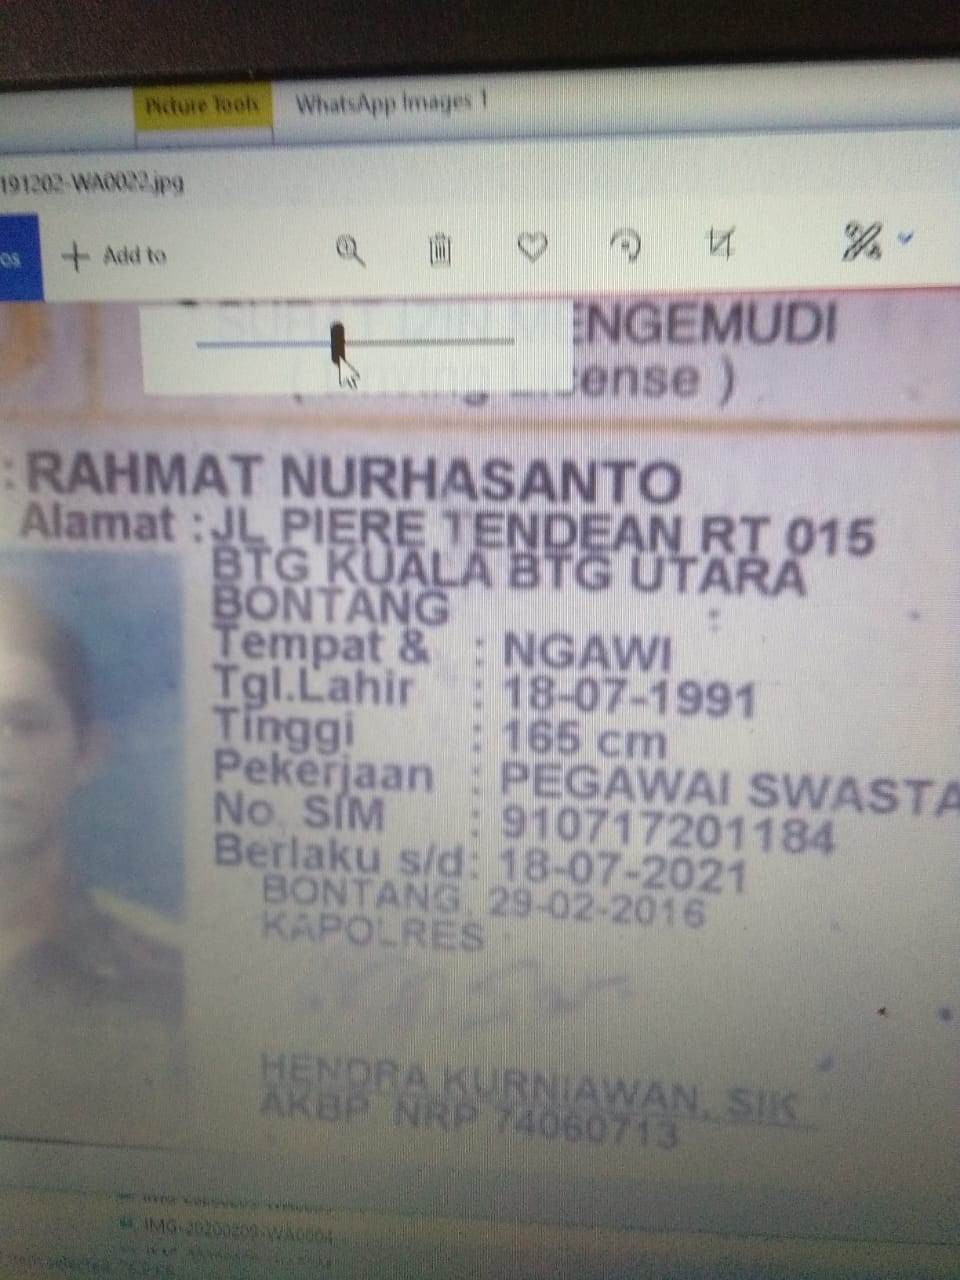 Picture Tools WhatsApp Images 1
191202-WA0022.jpg
os Add to
ENGEMUDI
ense )
: RAHMAT NURHASANTO
Alamat : JL PIERE TENDEAN RT 015
BTG KUALA BTG UTARA
BONTANG
Tempat & : NGAWI
Tgl.Lahir : 18-07-1991
Tinggi : 165 cm
Pekerjaan : PEGAWAI SWASTA
No. SIM : 910717201184
Berlaku s/d : 18-07-2021
BONTANG, 29-02-2016
KAPOLRES
HENDRA KURNIAWAN, SIK
AKBP NRP 74060713
IMG-20200209-WA0004